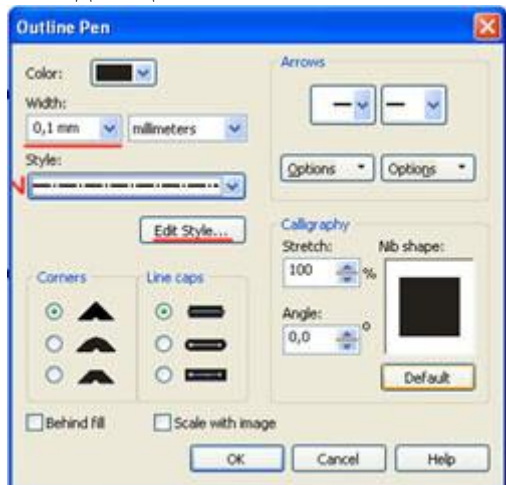 Outline Pen
Color:
Width:
0,1 mm
millimeters
Style:
Edit Style...
Corners
Line caps
Behind fill
Scale with image
Arrows
Options
Options
Calligraphy
Stretch:
Nib shape:
100
%
Angle:
0,0
°
Default
OK
Cancel
Help